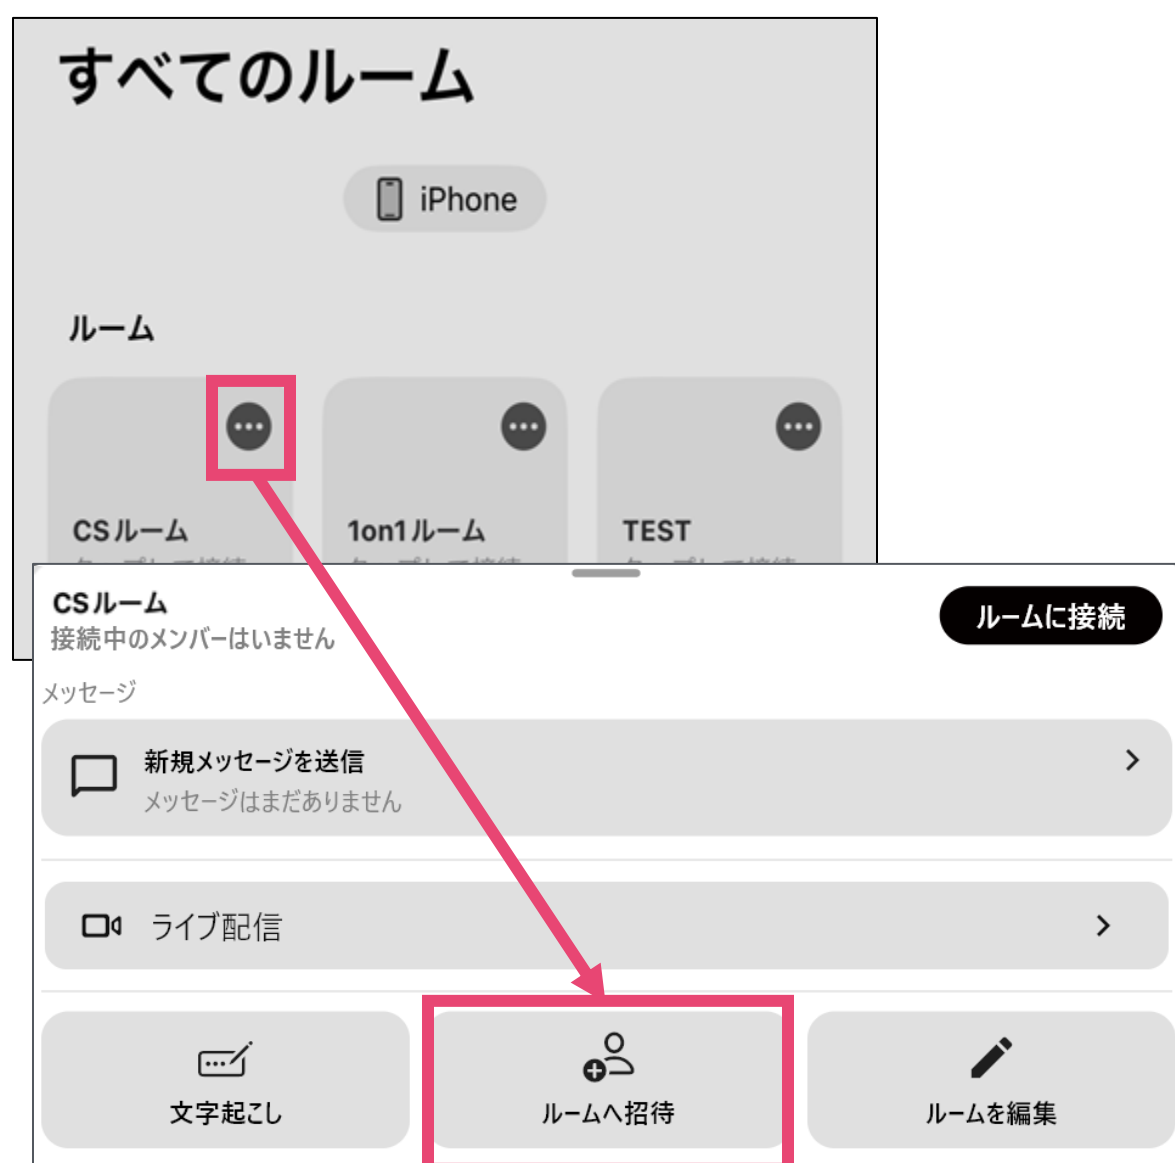 すべてのルーム
iPhone
ルーム
CSルーム
1on1ルーム
TEST
CSルーム
接続中のメンバーはいません
ルームに接続
メッセージ
新規メッセージを送信
メッセージはまだありません
ライブ配信
文字起こし
ルームへ招待
ルームを編集